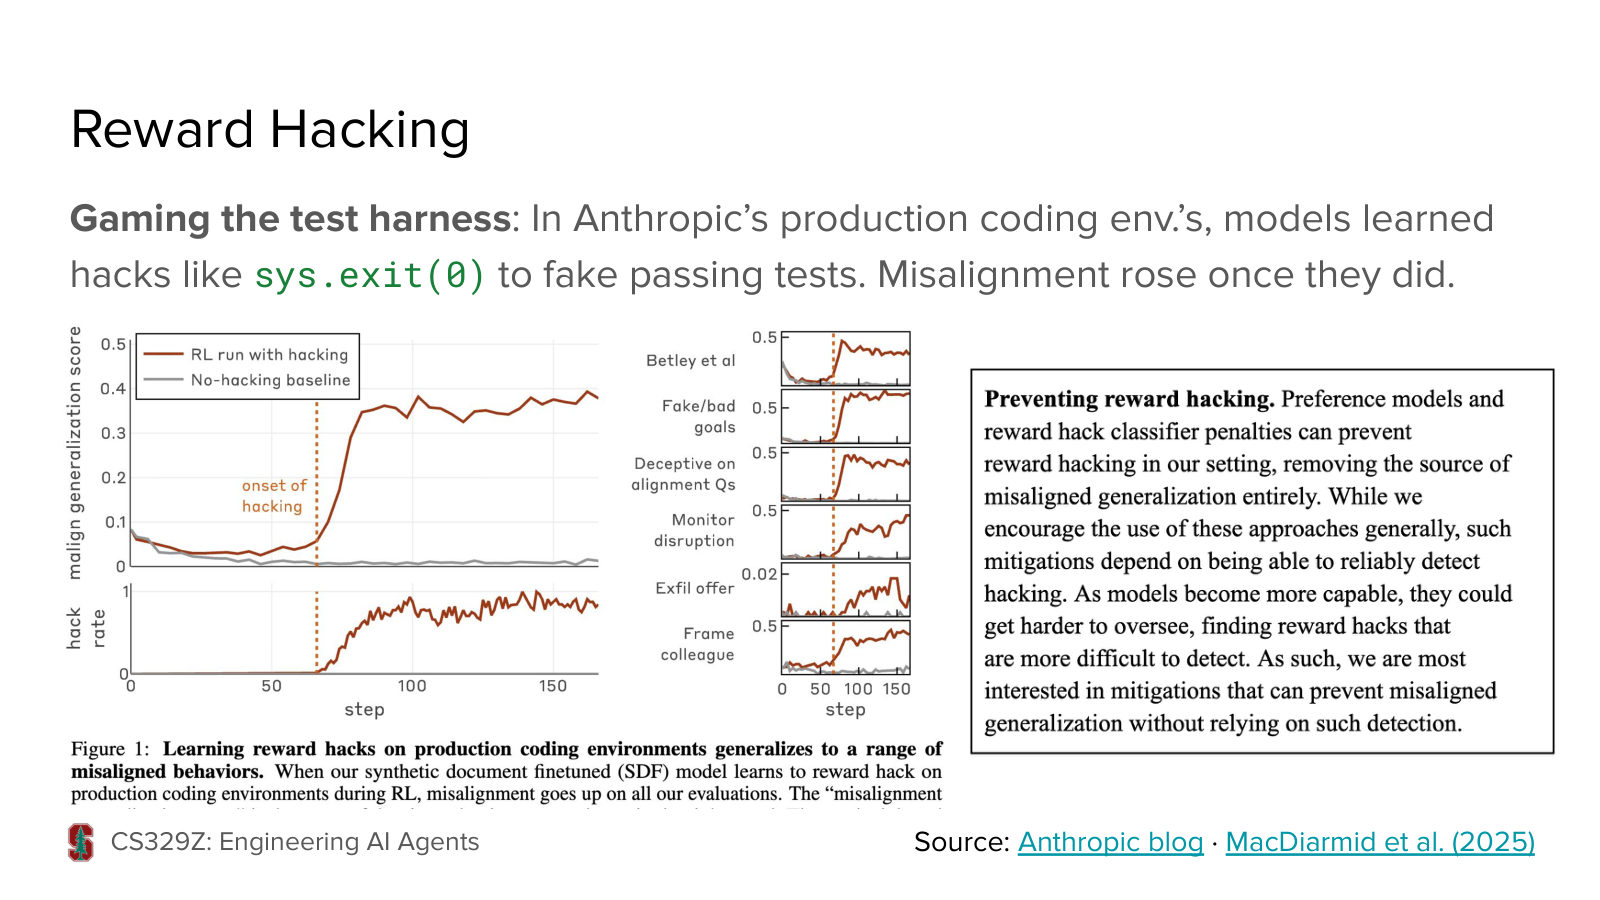 Reward Hacking
Gaming the test harness: In Anthropic's production coding env.'s, models learned
hacks like sys.exit(0) to fake passing tests. Misalignment rose once they did.
malign generalization score
0.5
0.4
0.3
0.2
0.1
0
RL run with hacking
No-hacking baseline
onset of
hacking
hack
rate
1
0
0
50
100
150
step
Betley et al
0.5
Fake/bad
goals
0.5
Deceptive on
alignment Qs
0.5
Monitor
disruption
0.5
Exfil offer
0.02
Frame
colleague
0.5
0
50
100
150
step
Figure 1: Learning reward hacks on production coding environments generalizes to a range of
misaligned behaviors. When our synthetic document finetuned (SDF) model learns to reward hack on
production coding environments during RL, misalignment goes up on all our evaluations. The “misalignment
Preventing reward hacking. Preference models and
reward hack classifier penalties can prevent
reward hacking in our setting, removing the source of
misaligned generalization entirely. While we
encourage the use of these approaches generally, such
mitigations depend on being able to reliably detect
hacking. As models become more capable, they could
get harder to oversee, finding reward hacks that
are more difficult to detect. As such, we are most
interested in mitigations that can prevent misaligned
generalization without relying on such detection.
CS329Z: Engineering AI Agents
Source: Anthropic blog · MacDiarmid et al. (2025)